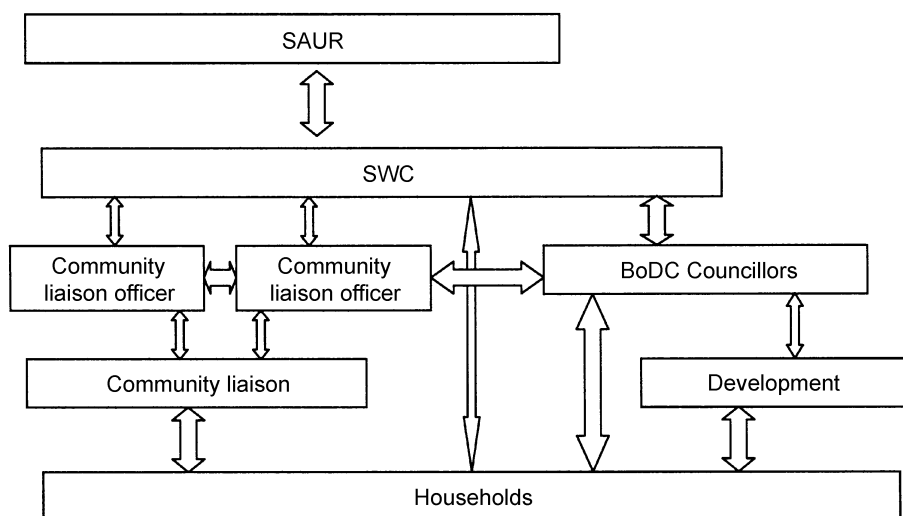 SAUR
SWC
Community
liaison officer
Community
liaison officer
BoDC Councillors
Community liaison
Development
Households